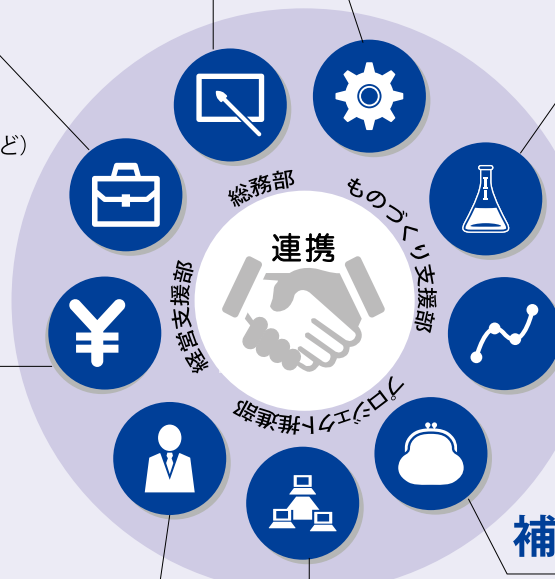 ど）
総務部
ものづくり支援部
連携
経営支援部
プロジェクト推進部
補